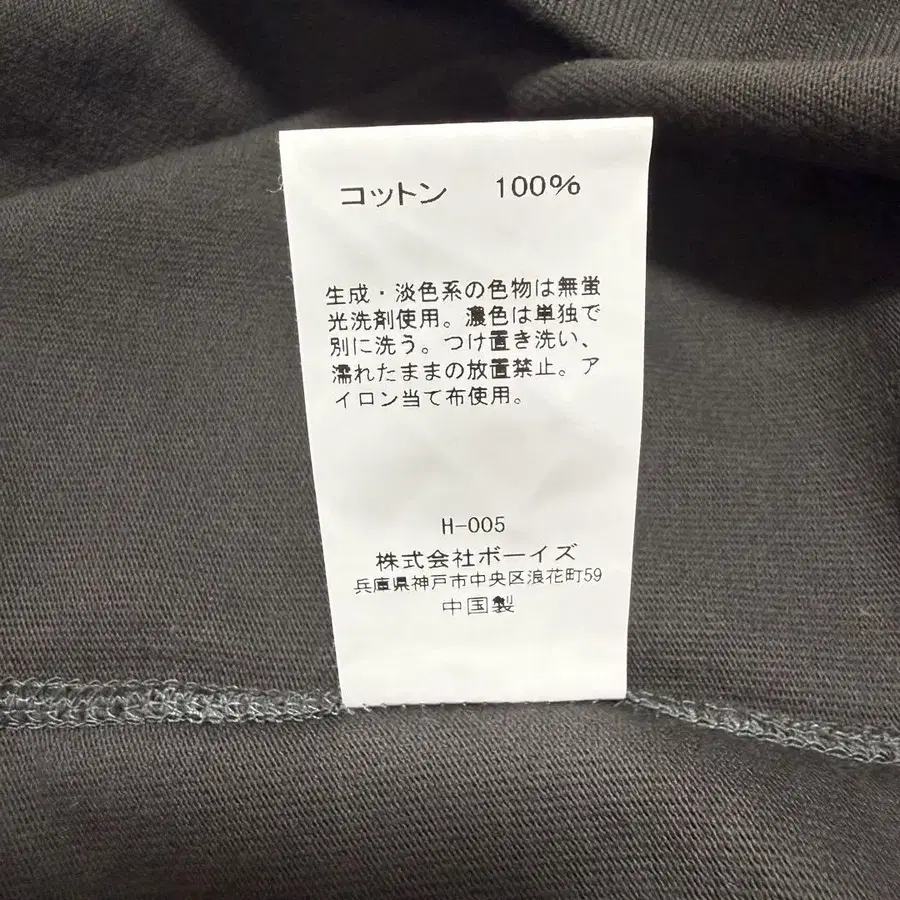 コットン 100%
生成・淡色系の色物は無蛍
光洗剤使用。濃色は単独で
別に洗う。つけ置き洗い、
濡れたままの放置禁止。ア
イロン当て布使用。
H-005
株式会社ボーイズ
兵庫県神戸市中央区浪花町59
中国製